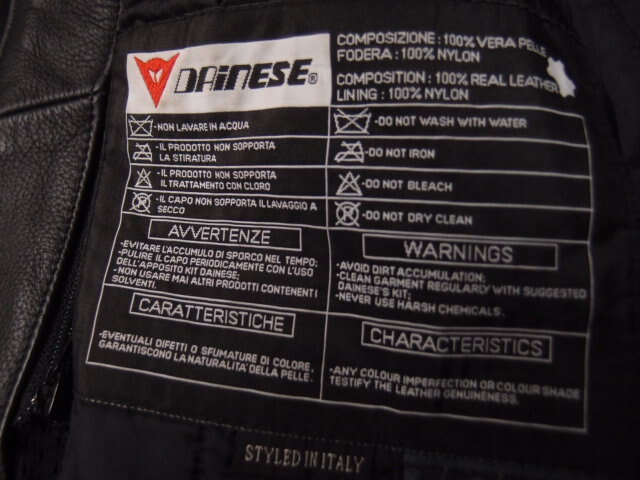 DAiNESE®
COMPOSIZIONE : 100% VERA PELLE
FODERA : 100% NYLON
COMPOSITION : 100% REAL LEATHER
LINING : 100% NYLON
-NON LAVARE IN ACQUA
-DO NOT WASH WITH WATER
-IL PRODOTTO NON SOPPORTA
LA STIRATURA
-DO NOT IRON
-IL PRODOTTO NON SOPPORTA
IL TRATTAMENTO CON CLORO
-DO NOT BLEACH
-IL CAPO NON SOPPORTA IL LAVAGGIO A
SECCO
-DO NOT DRY CLEAN
AVVERTENZE
-EVITARE L'ACCUMULO DI SPORCO NEL TEMPO;
-PULIRE IL CAPO PERIODICAMENTE CON L'USO
DELL'APPOSITO KIT DAINESE;
-NON USARE MAI ALTRI PRODOTTI CONTENENTI
SOLVENTI.
WARNINGS
-AVOID DIRT ACCUMULATION;
-CLEAN GARMENT REGULARLY WITH SUGGESTED
DAINESE'S KIT;
-NEVER USE HARSH CHEMICALS.
CARATTERISTICHE
-EVENTUALI DIFETTI O SFUMATURE DI COLORE,
GARANTISCONO LA NATURALITA' DELLA PELLE.
CHARACTERISTICS
-ANY COLOUR IMPERFECTION OR COLOUR SHADE
TESTIFY THE LEATHER GENUINENESS.
STYLED IN ITALY